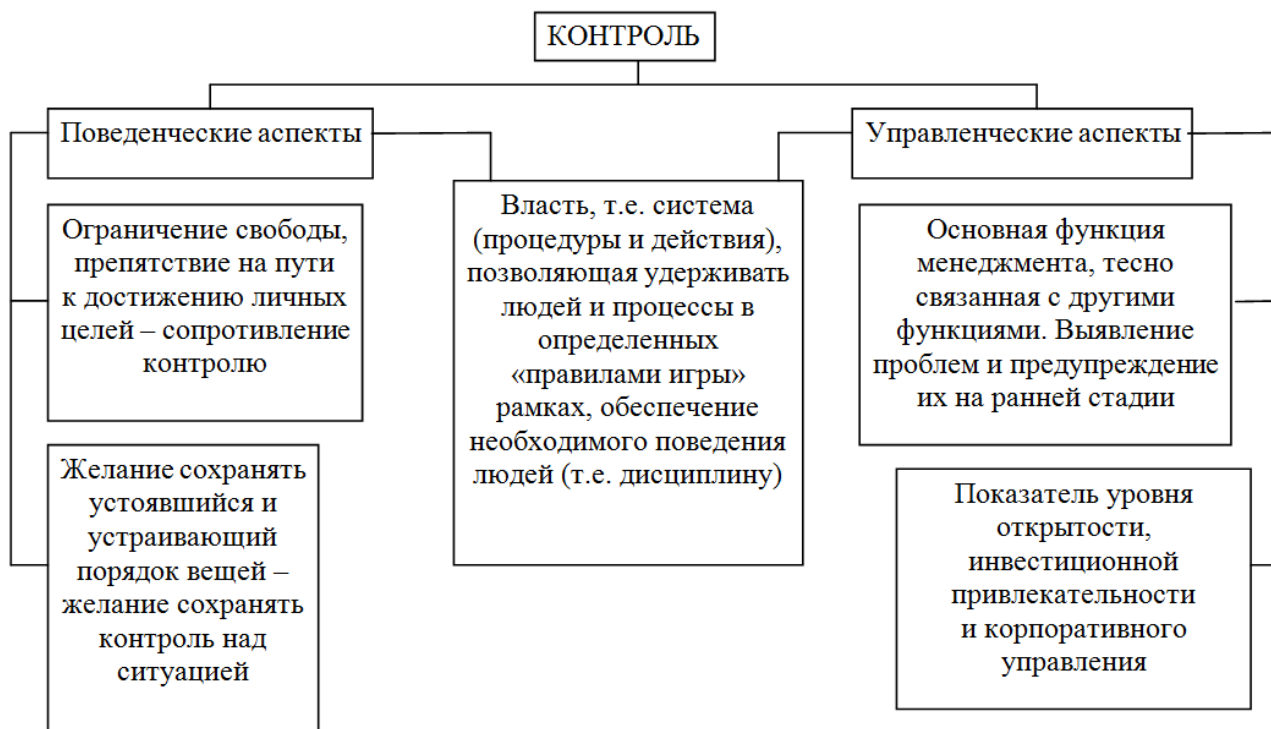 КОНТРОЛЬ
Поведенческие аспекты
Управленческие аспекты
Ограничение свободы,
препятствие на пути
к достижению личных
целей – сопротивление
контролю
Желание сохранять
устоявшийся и
устраивающий
порядок вещей –
желание сохранять
контроль над
ситуацией
Власть, т.е. система
(процедуры и действия),
позволяющая удерживать
людей и процессы в
определенных
«правилами игры»
рамках, обеспечение
необходимого поведения
людей (т.е. дисциплину)
Основная функция
менеджмента, тесно
связанная с другими
функциями. Выявление
проблем и предупреждение
их на ранней стадии
Показатель уровня
открытости,
инвестиционной
привлекательности
и корпоративного
управления